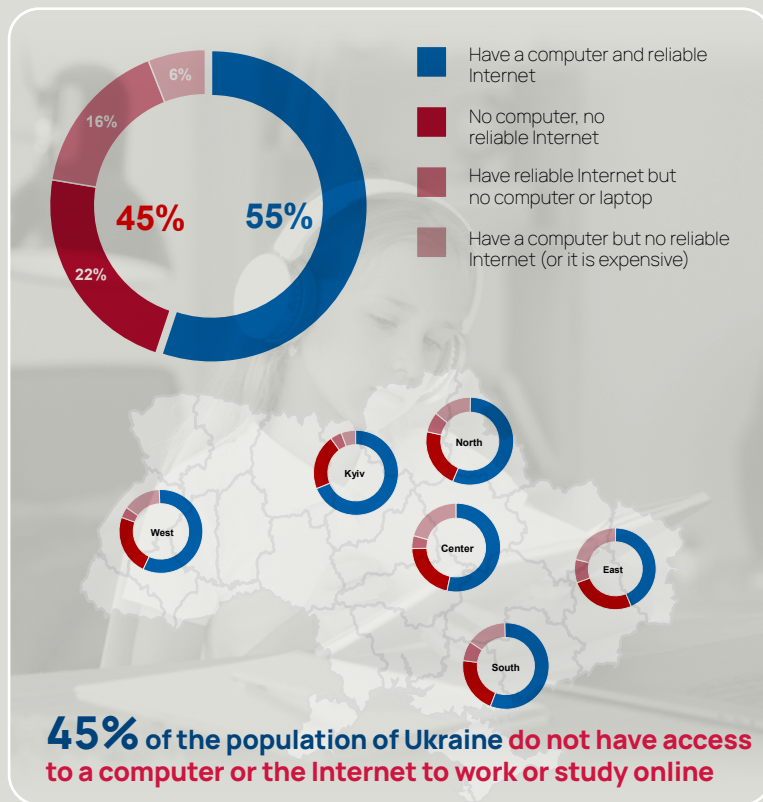 6%
16%
45%
55%
22%
Have a computer and reliable
Internet
No computer, no
reliable Internet
Have reliable Internet but
no computer or laptop
Have a computer but no reliable
Internet (or it is expensive)
North
Kyiv
West
Center
East
South
45% of the population of Ukraine do not have access
to a computer or the Internet to work or study online